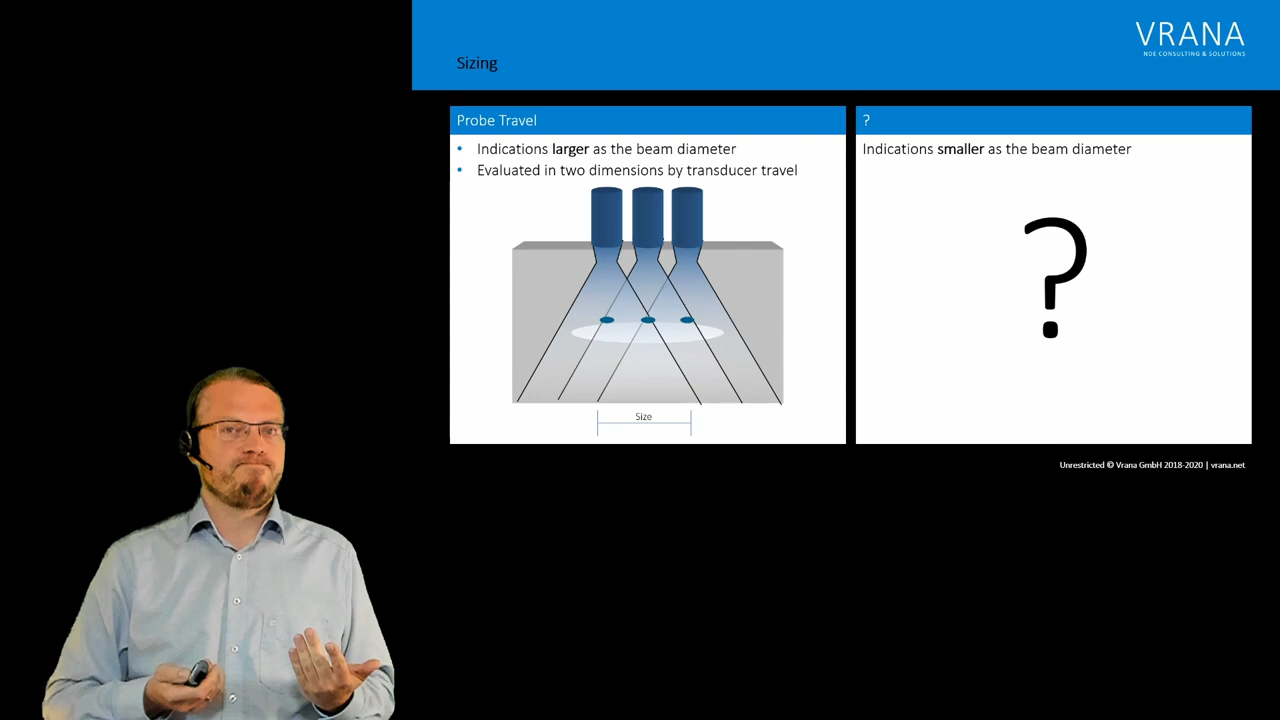 VRANA
NDE CONSULTING & SOLUTIONS
Sizing
Probe Travel
• Indications larger as the beam diameter
• Evaluated in two dimensions by transducer travel
Size
?
Indications smaller as the beam diameter
?
Unrestricted © Vrana GmbH 2018-2020 | vrana.net